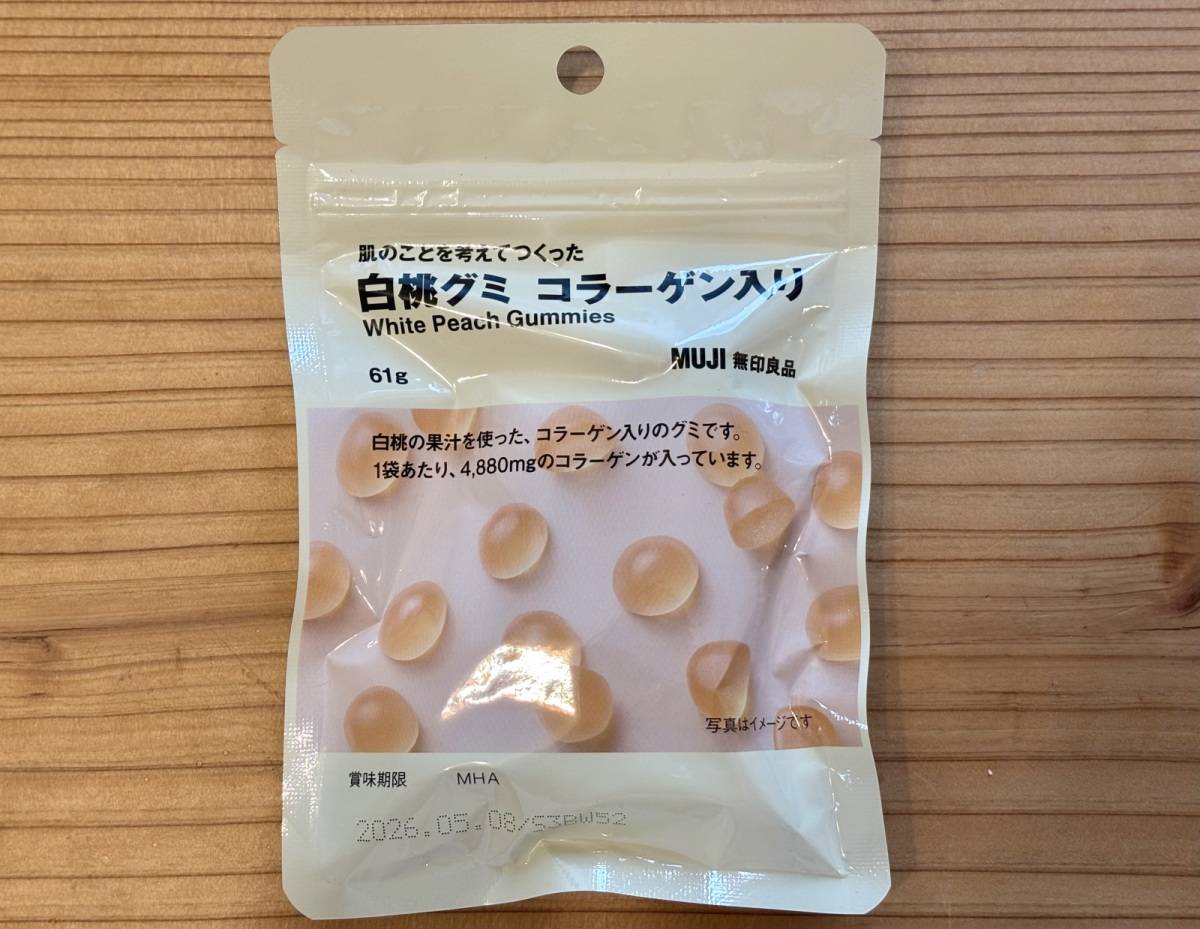 肌のことを考えてつくった
白桃グミ コラーゲン入り
White Peach Gummies
61g
MUJI 無印良品
白桃の果汁を使った、コラーゲン入りのグミです。
1袋あたり、4,880mgのコラーゲンが入っています。
写真はイメージです
賞味期限 MHA
2026.05.08/S3BW52